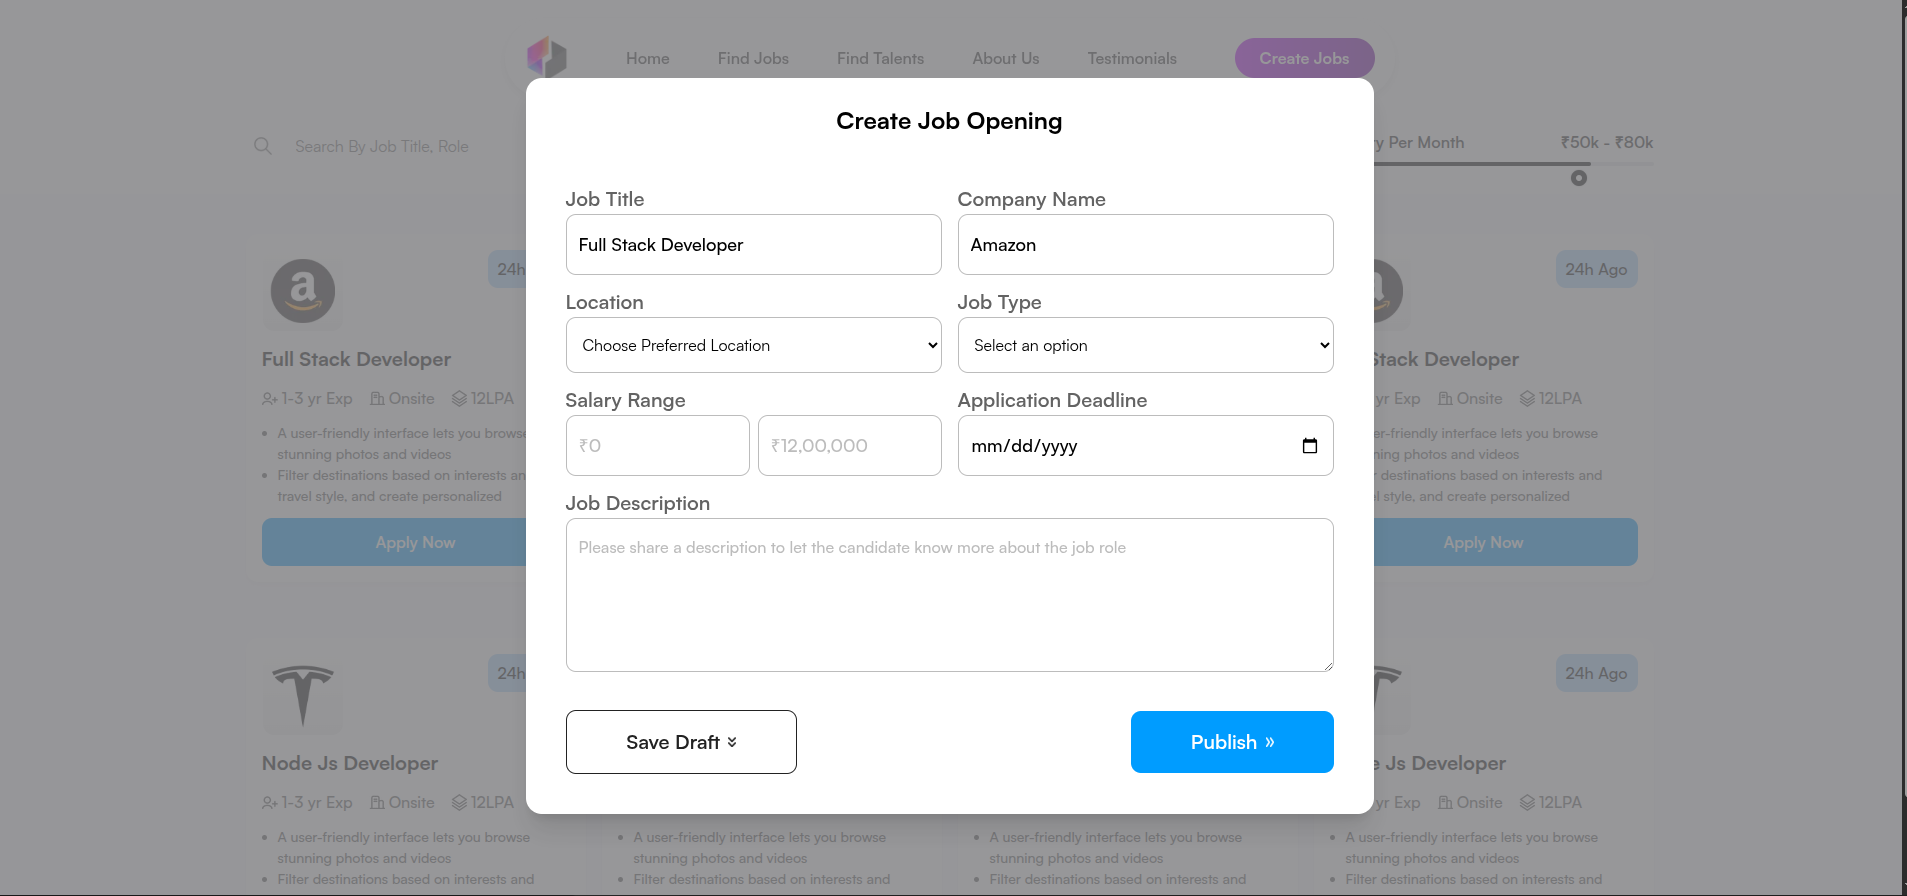 Home Find Jobs Find Talents About Us Testimonials Create Jobs
Create Job Opening
Search By Job Title, Role
Per Month ₹50k - ₹80k
Job Title Company Name
Full Stack Developer Amazon
24h
24h Ago
Location Job Type
Choose Preferred Location Select an option
Full Stack Developer
Stack Developer
1-3 yr Exp Onsite 12LPA
yr Exp Onsite 12LPA
Salary Range Application Deadline
₹0 ₹12,00,000 mm/dd/yyyy
A user-friendly interface lets you browse
stunning photos and videos
Filter destinations based on interests
travel style, and create personalized
Apply Now
er-friendly interface lets you browse
ning photos and videos
destinations based on interests and
style, and create personalized
Apply Now
Job Description
Please share a description to let the candidate know more about the job role
Save Draft Publish »
24h
24h Ago
Node Js Developer
Js Developer
1-3 yr Exp Onsite 12LPA
yr Exp Onsite 12LPA
A user-friendly interface lets you browse
stunning photos and videos
Filter destinations based on interests and
A user-friendly interface lets you browse
stunning photos and videos
Filter destinations based on interests and
A user-friendly interface lets you browse
stunning photos and videos
Filter destinations based on interests and
A user-friendly interface lets you browse
stunning photos and videos
Filter destinations based on interests and